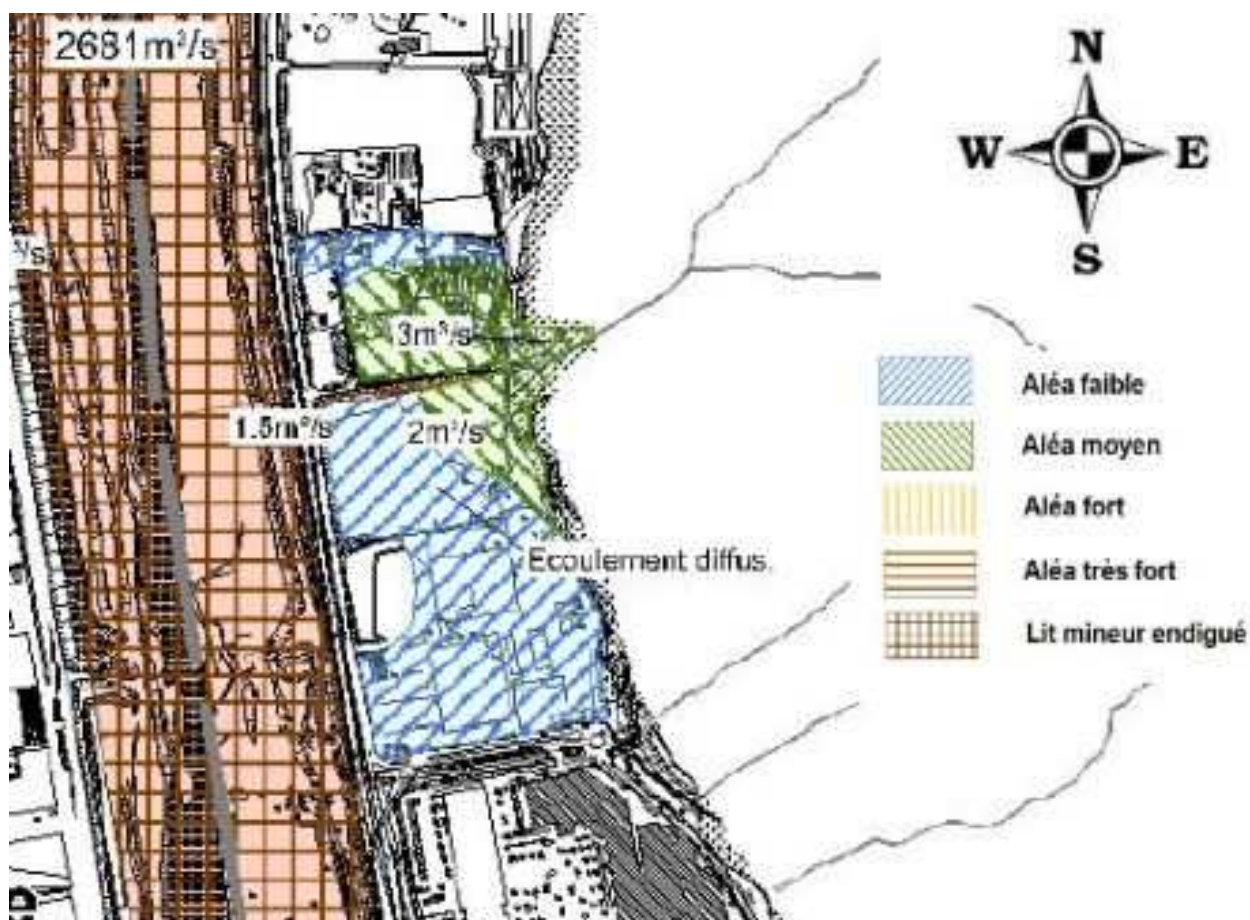 2681m³/s
N
W E
S
³/s
3m³/s
1.5m³/s
2m³/s
Ecoulement diffus.
Aléa faible
Aléa moyen
Aléa fort
Aléa très fort
Lit mineur endigué